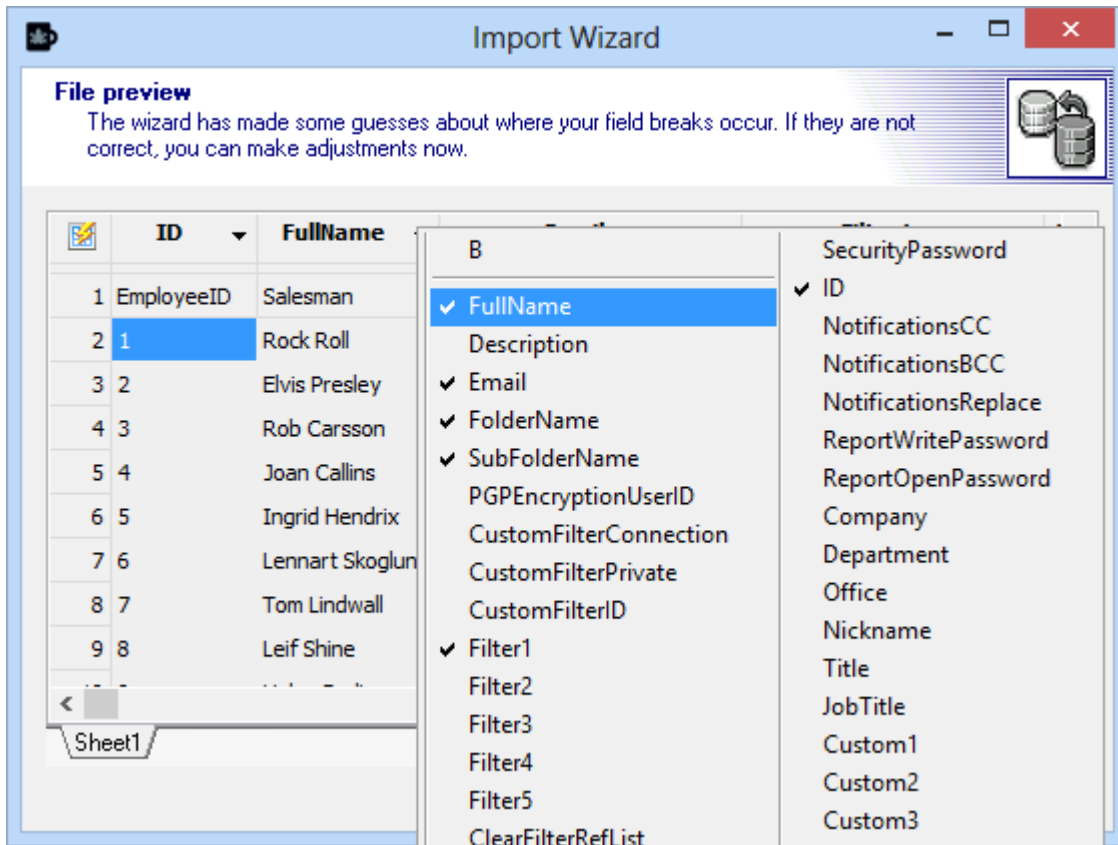 Import Wizard
File preview
The wizard has made some guesses about where your field breaks occur. If they are not
correct, you can make adjustments now.
ID FullName
1 EmployeeID Salesman
2 1 Rock Roll
3 2 Elvis Presley
4 3 Rob Carsson
5 4 Joan Callins
6 5 Ingrid Hendrix
7 6 Lennart Skoglun
8 7 Tom Lindwall
9 8 Leif Shine
Sheet1
B
FullName
Description
Email
FolderName
SubFolderName
PGPEncryptionUserID
CustomFilterConnection
CustomFilterPrivate
CustomFilterID
Filter1
Filter2
Filter3
Filter4
Filter5
ClearFilterRefList
SecurityPassword
ID
NotificationsCC
NotificationsBCC
NotificationsReplace
ReportWritePassword
ReportOpenPassword
Company
Department
Office
Nickname
Title
JobTitle
Custom1
Custom2
Custom3